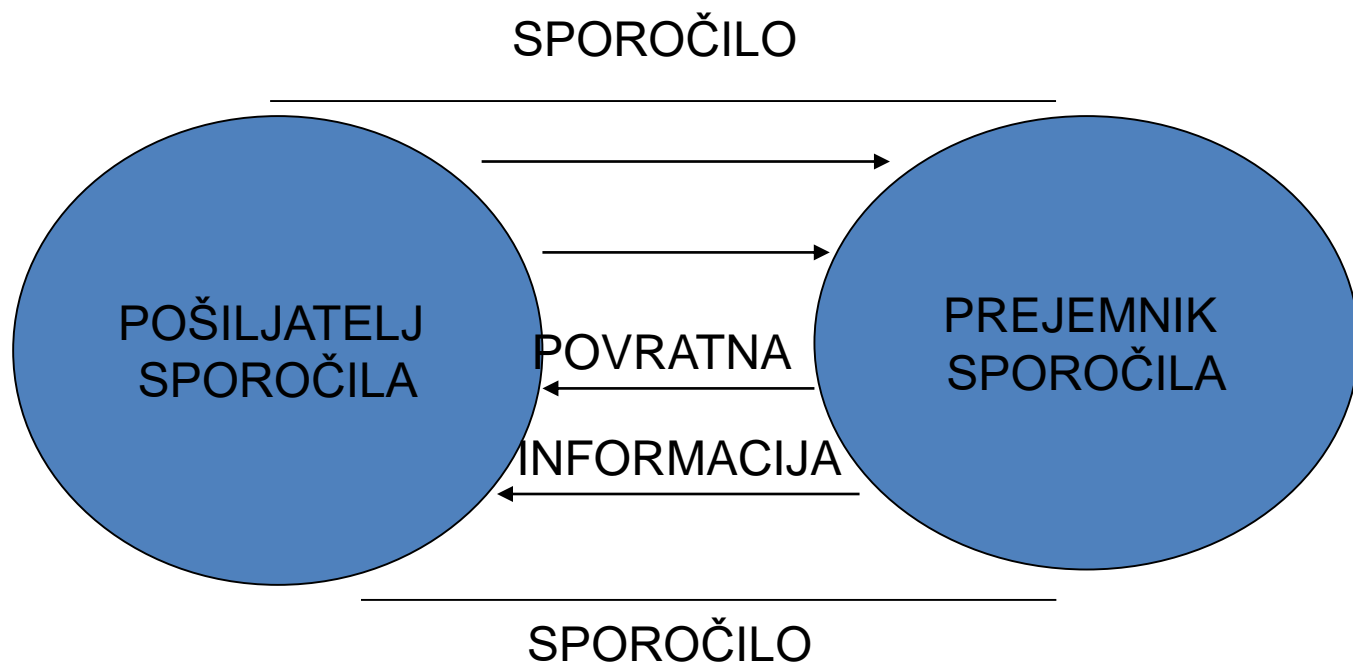 SPOROČILO
POŠILJATELJ
SPOROČILA
POVRATNA
INFORMACIJA
PREJEMNIK
SPOROČILA
SPOROČILO